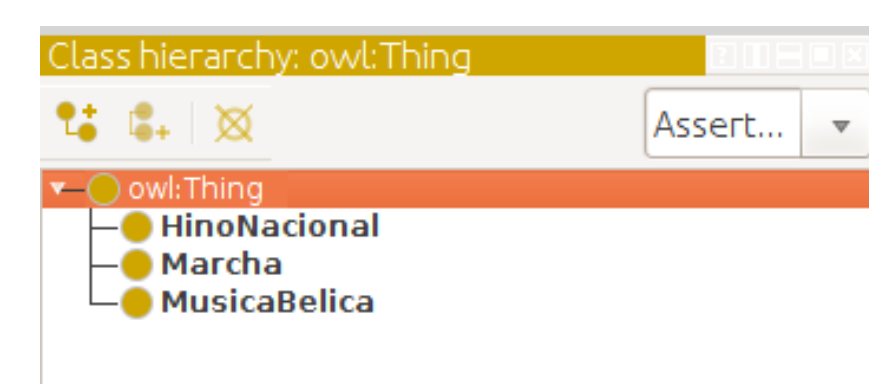 Class hierarchy: owl:Thing
Assert...
owl:Thing
HinoNacional
Marcha
MusicaBelica